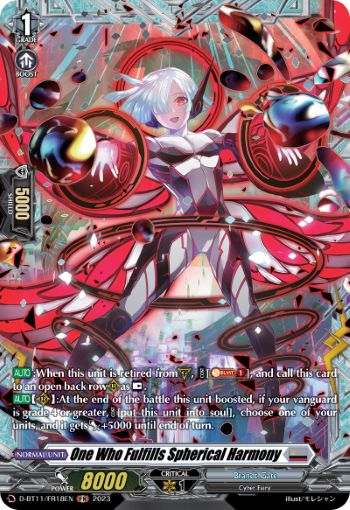 1
GRADE
BOOST
SHIELD
5000
AUTO:When this unit is retired from
, COST [SOUL BLAST 1], and call this card
to an open back row R as
AUTO R:At the end of the battle this unit boosted, if your vanguard
is grade 4 or greater, COST [put this unit into soul], choose one of your
units, and it gets +5000 until end of turn.
NORMAL UNIT
One Who Fulfills Spherical Harmony
Brandt Gate
POWER
8000
CRITICAL
1
Cyber Fairy
D-BT11/FR18EN
FR
2023
illust/モレシャン